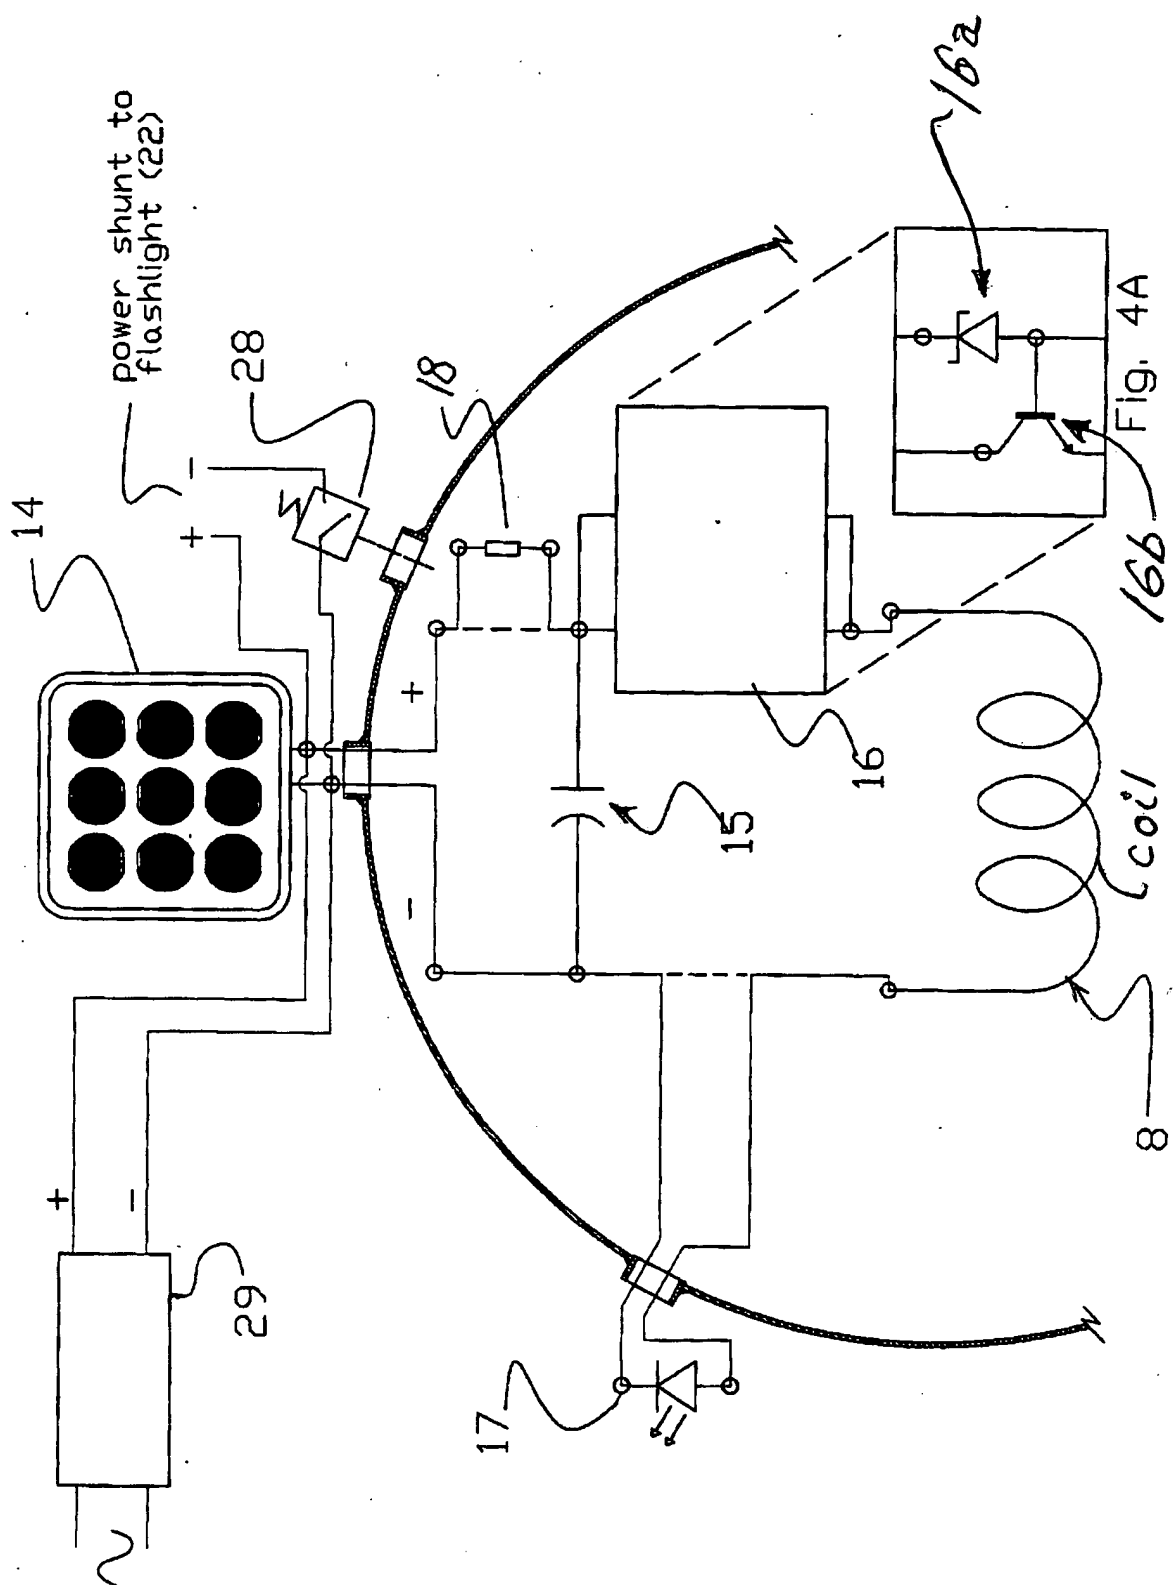 power shunt to
flashlight (22)
14
+
-
28
18
+
-
+
-
29
17
15
16
16a
16b
Fig. 4A
coil
8